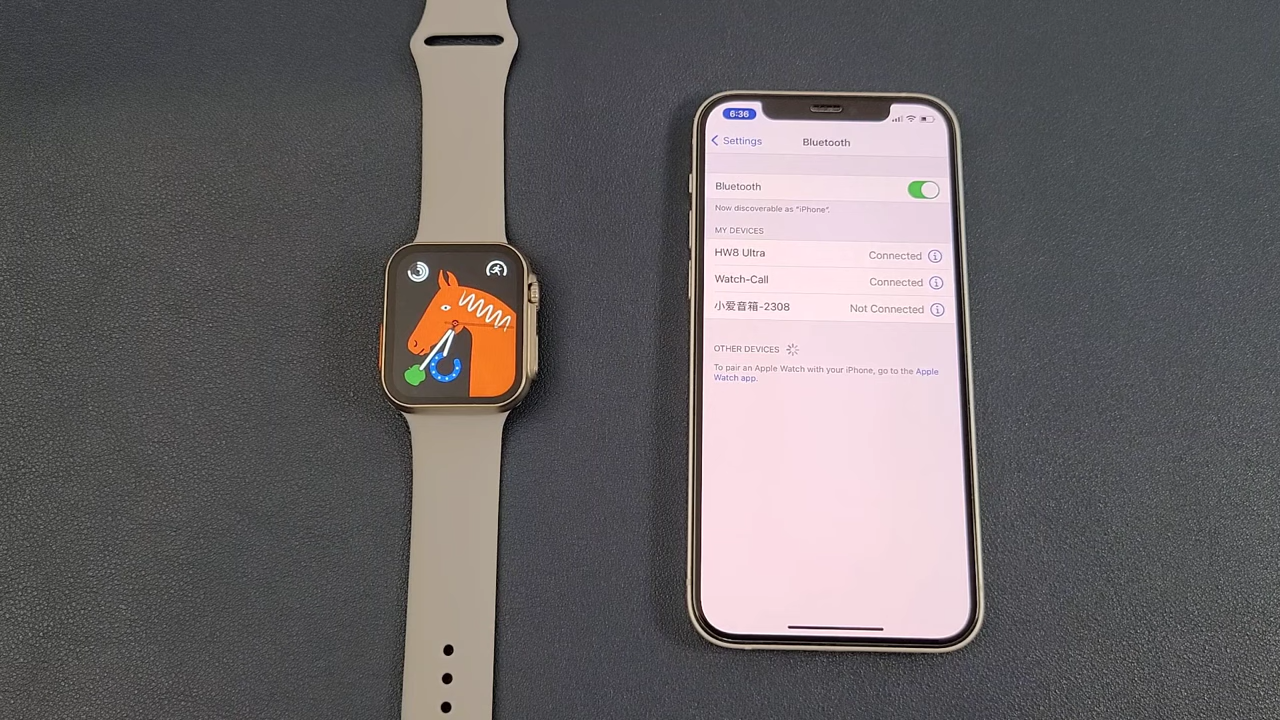 6:36
Settings
Bluetooth
Bluetooth
Now discoverable as "iPhone".
MY DEVICES
HW8 Ultra Connected
Watch-Call Connected
小爱音箱-2308 Not Connected
OTHER DEVICES
To pair an Apple Watch with your iPhone, go to the Apple
Watch app.